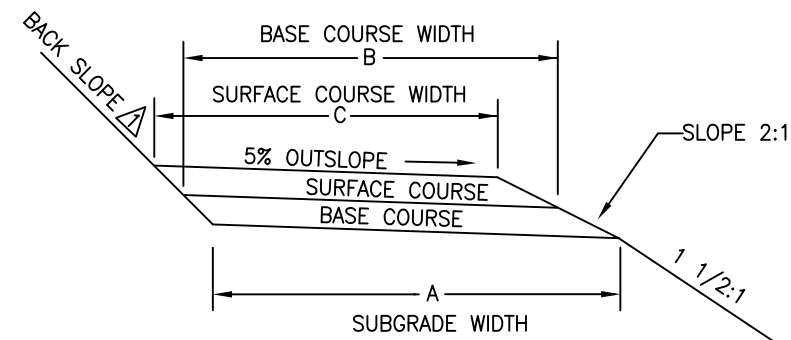 BACK SLOPE 1
BASE COURSE WIDTH
B
SURFACE COURSE WIDTH
C
5% OUTSLOPE
SLOPE 2:1
SURFACE COURSE
BASE COURSE
1 1/2:1
A
SUBGRADE WIDTH